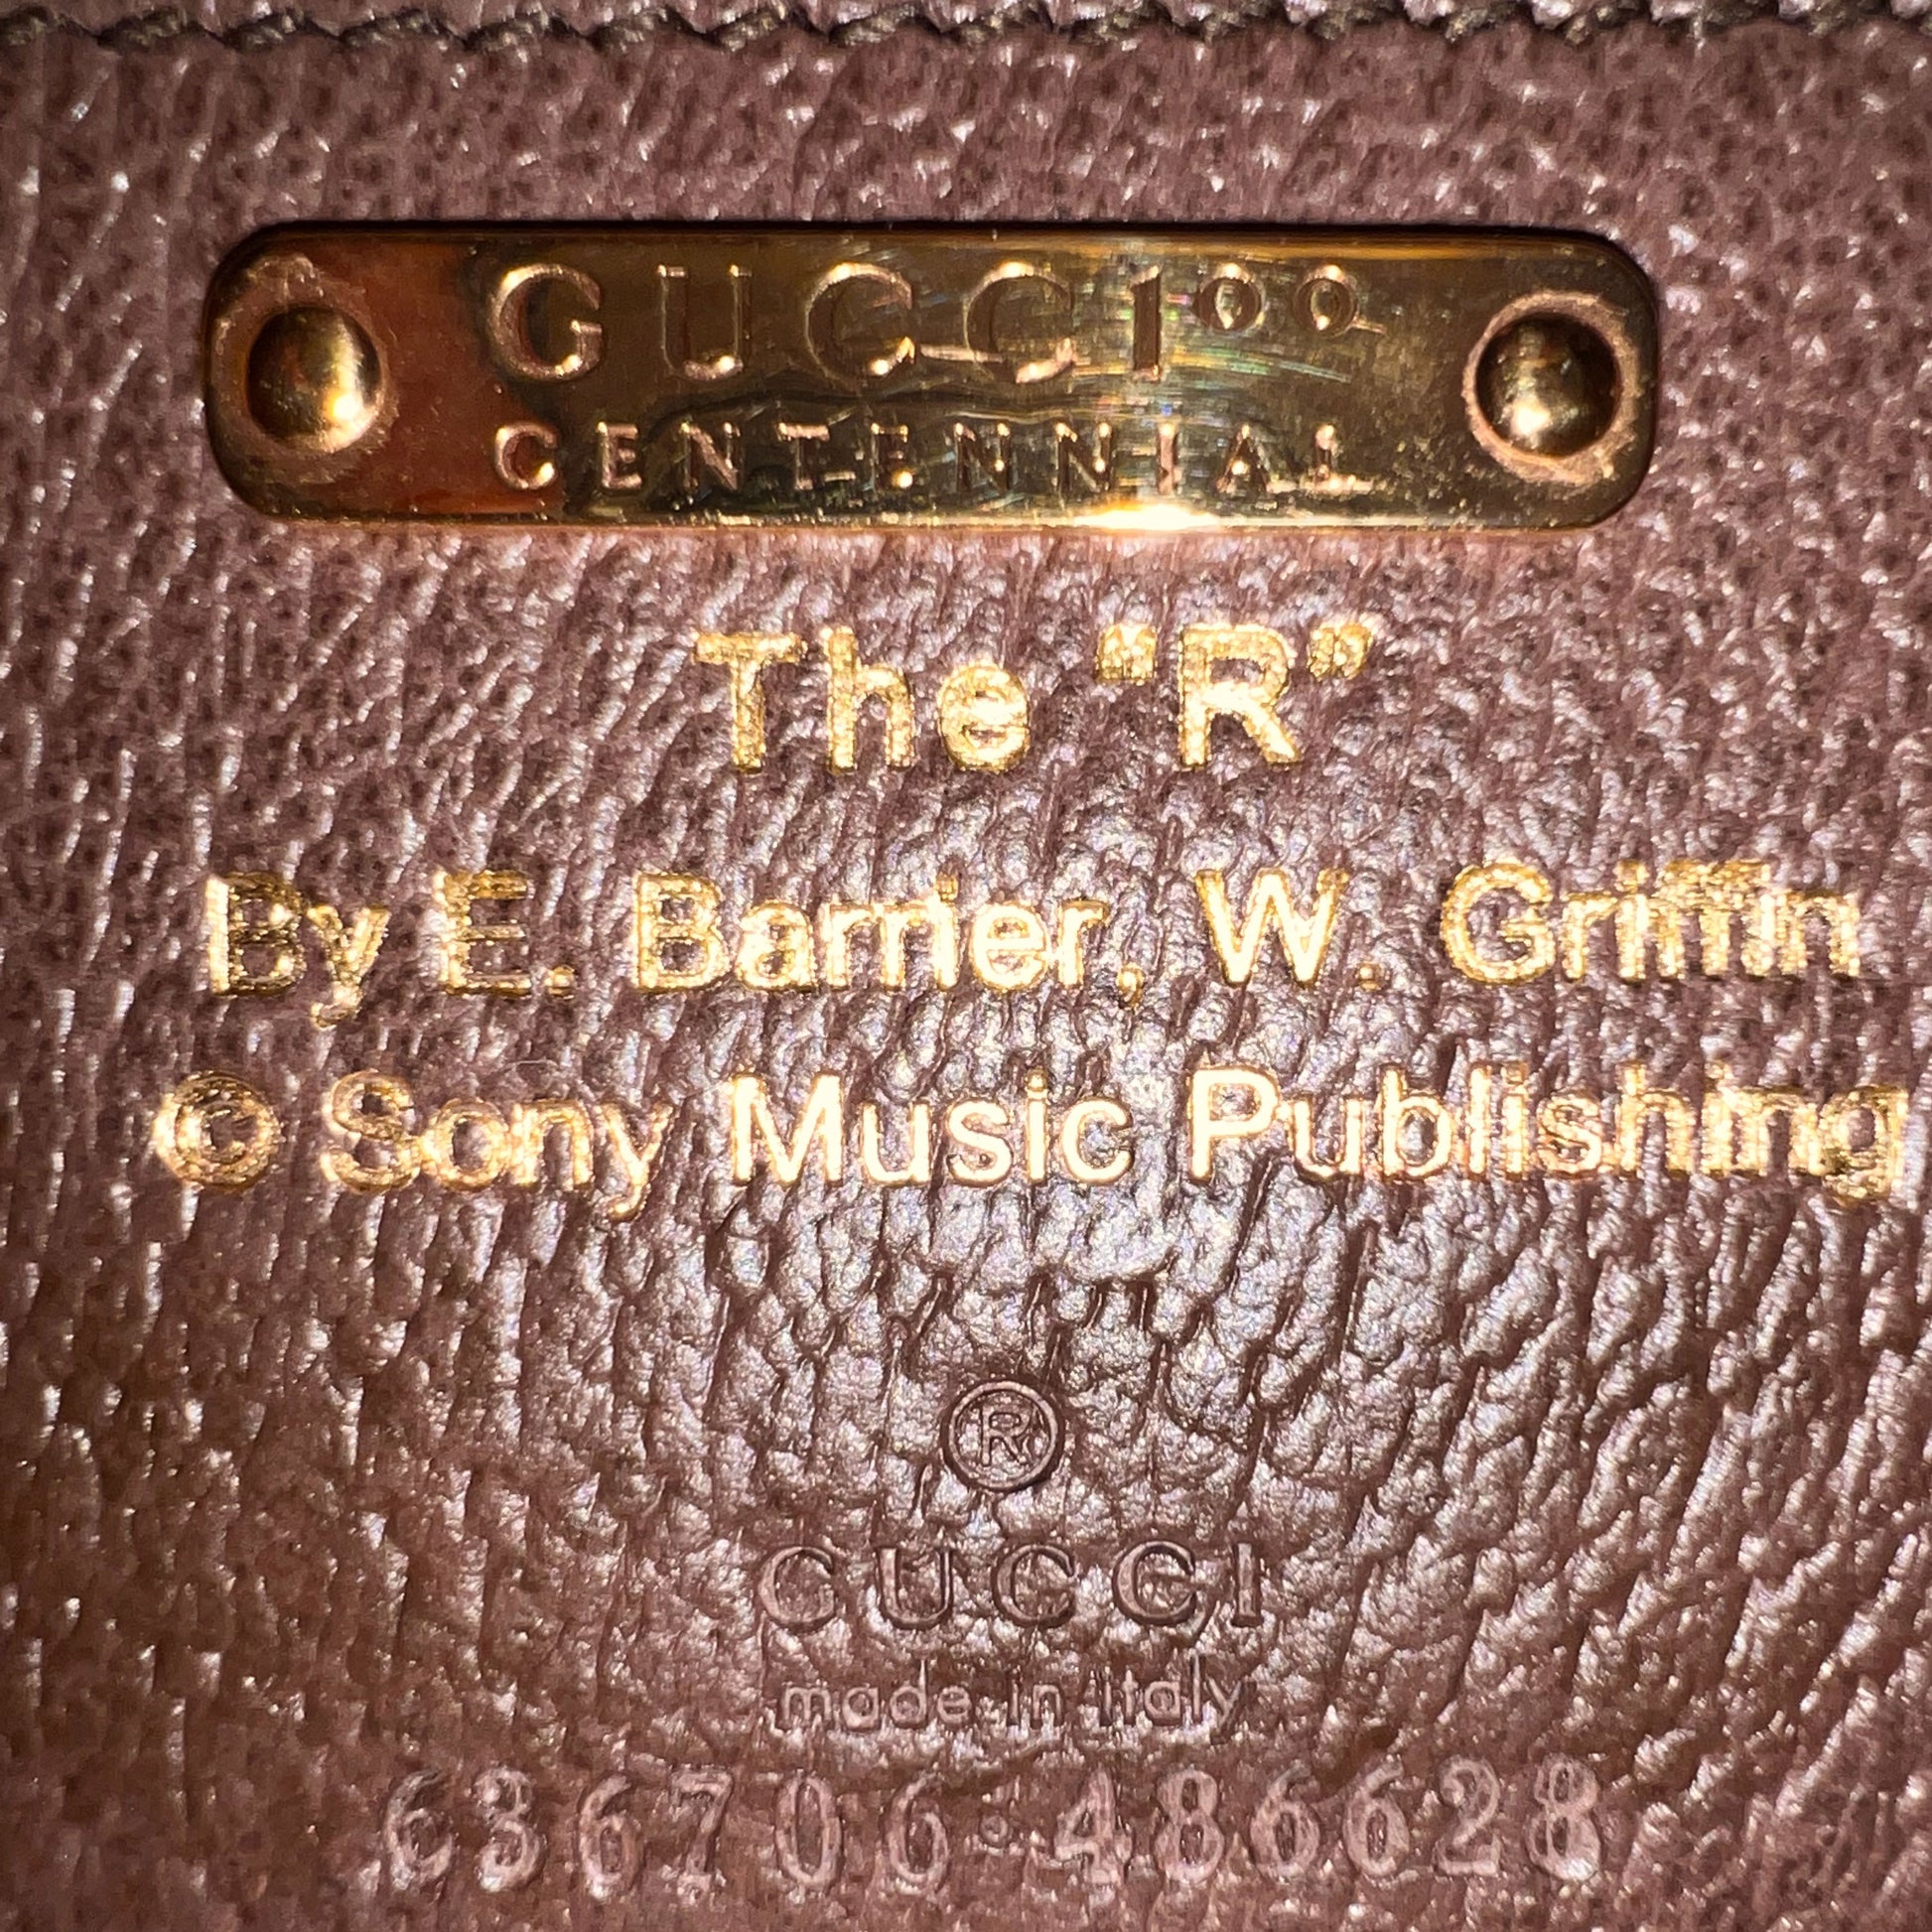 GUCCI100
CENTENNIAL
The "R"
By E. Barrier, W. Griffin
© Sony Music Publishing
®
GUCCI
made in italy
636706·486628